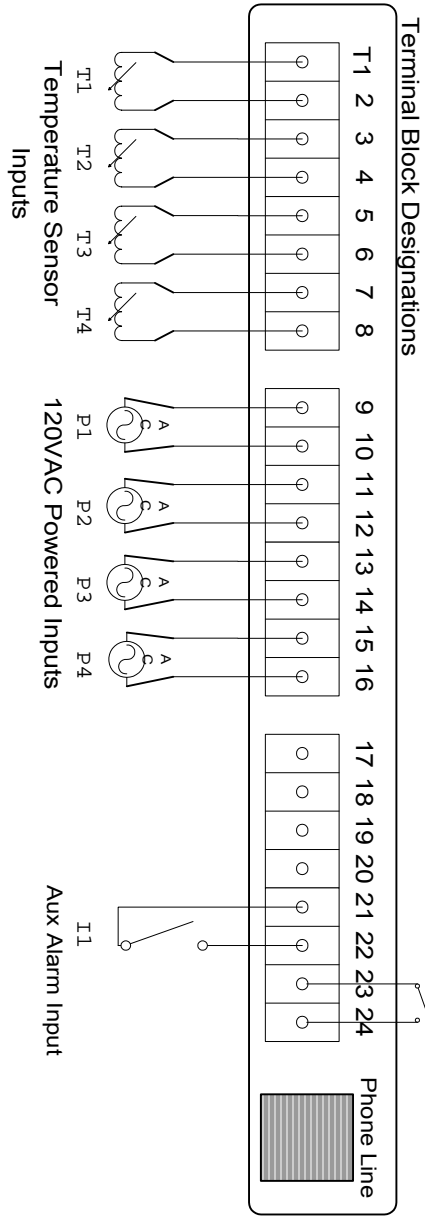 Terminal Block Designations
T1 2 3 4 5 6 7 8 9 10 11 12 13 14 15 16 17 18 19 20 21 22 23 24
Phone Line
A C A C A C A C
T1 T2 T3 T4 P1 P2 P3 P4 I1
Temperature Sensor
Inputs
120VAC Powered Inputs
Aux Alarm Input